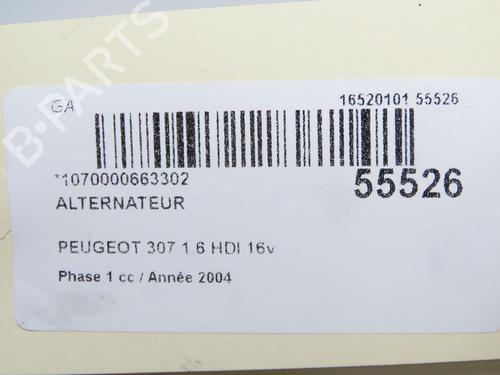 B-PARTS
GA
16520101 55526
*1070000663302
55526
ALTERNATEUR
PEUGEOT 307 1.6 HDI 16v
Phase 1 cc / Année 2004